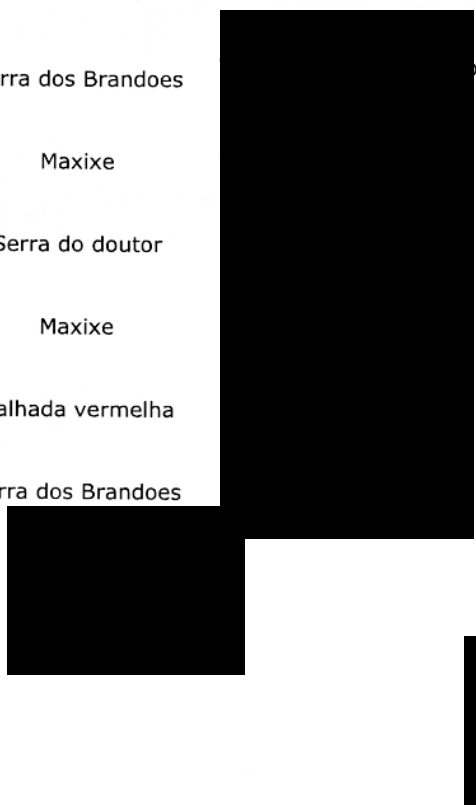 rra dos Brandoes
Maxixe
Serra do doutor
Maxixe
alhada vermelha
rra dos Brandoes